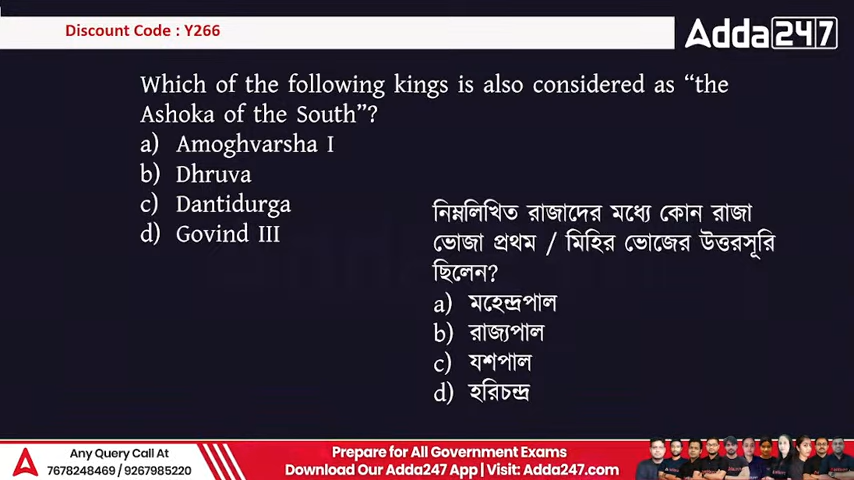 Discount Code : Y266
Adda247
Which of the following kings is also considered as “the
Ashoka of the South”?
a) Amoghvarsha I
b) Dhruva
c) Dantidurga
d) Govind III
নিম্নলিখিত রাজাদের মধ্যে কোন রাজা
ভোজা প্রথম / মিহির ভোজের উত্তরসূরি
ছিলেন?
a) মহেন্দ্রপাল
b) রাজ্যপাল
c) যশপাল
d) হরিচন্দ্র
Any Query Call At
7678248469 / 9267985220
Prepare for All Government Exams
Download Our Adda247 App | Visit: Adda247.com